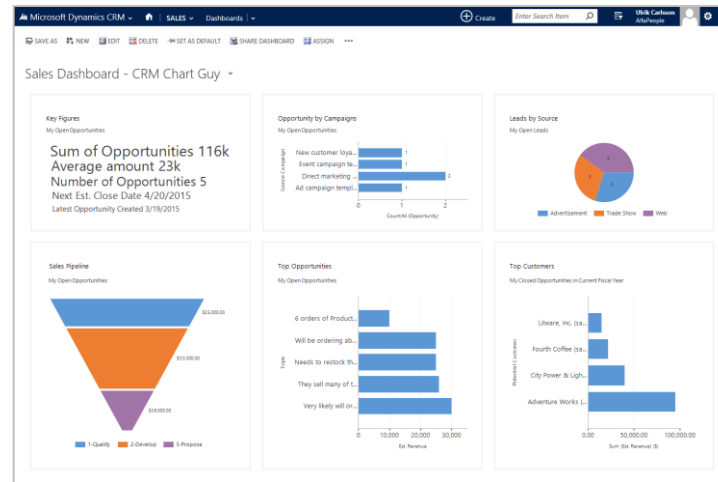 Microsoft Dynamics CRM
SALES
Dashboards
Create
Enter Search Item
Ulrik Carlsson
AlfaPeople
SAVE AS
NEW
EDIT
DELETE
SET AS DEFAULT
SHARE DASHBOARD
ASSIGN
Sales Dashboard - CRM Chart Guy
Key Figures
My Open Opportunities
Sum of Opportunities 116k
Average amount 23k
Number of Opportunities 5
Next Est. Close Date 4/20/2015
Latest Opportunity Created 3/19/2015
Opportunity by Campaigns
My Open Opportunities
Source Campaign
New customer loya...
1
Event campaign te...
1
Direct marketing ...
2
Ad campaign templ...
1
0 1 2
CountAll (Opportunity)
Leads by Source
My Open Leads
Advertisement Trade Show Web
Sales Pipeline
My Open Opportunities
1-Qualify 2-Develop 3-Propose
Top Opportunities
My Open Opportunities
Topic
6 orders of Product...
Will be ordering ab...
Needs to restock th...
They sell many of t...
Very likely will or...
0 10,000 20,000 30,000
Est. Revenue
Top Customers
My Closed Opportunities in Current Fiscal Year
Potential Customer
Litware, Inc. (sa...
Fourth Coffee (sa...
City Power & Ligh...
Adventure Works (...
0.00 50,000.00 100,000.00
Sum (Est. Revenue) ($)